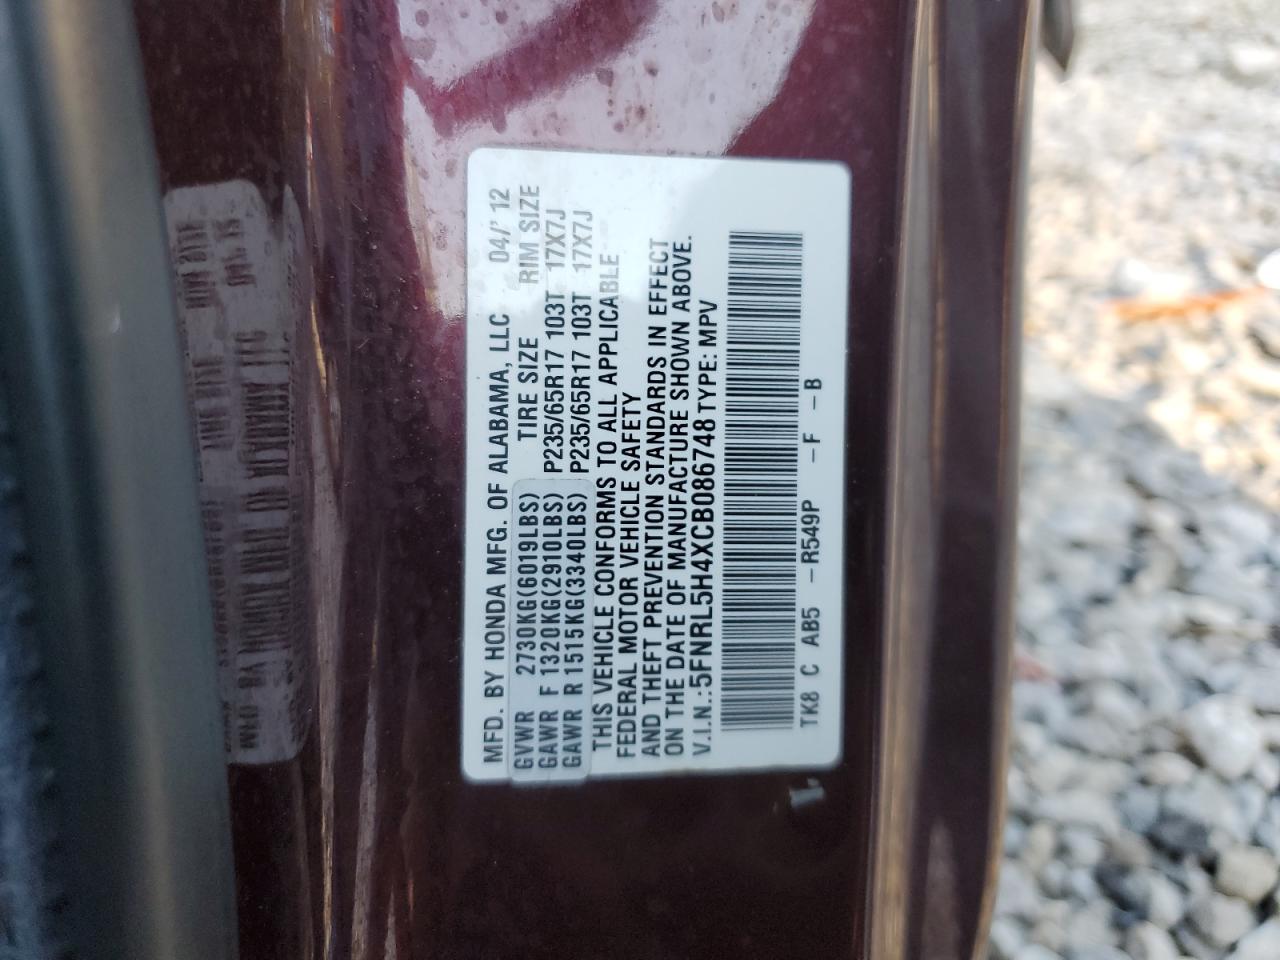 MFD. BY HONDA MFG. OF ALABAMA, LLC 04/'12
GVWR 2730KG(6019LBS) TIRE SIZE RIM SIZE
GAWR F 1320KG(2910LBS) P235/65R17 103T 17X7J
GAWR R 1515KG(3340LBS) P235/65R17 103T 17X7J
THIS VEHICLE CONFORMS TO ALL APPLICABLE
FEDERAL MOTOR VEHICLE SAFETY
AND THEFT PREVENTION STANDARDS IN EFFECT
ON THE DATE OF MANUFACTURE SHOWN ABOVE.
V.I.N.: 5FNRL5H4XCB086748 TYPE: MPV
TK8 C AB5 -R549P -F -B